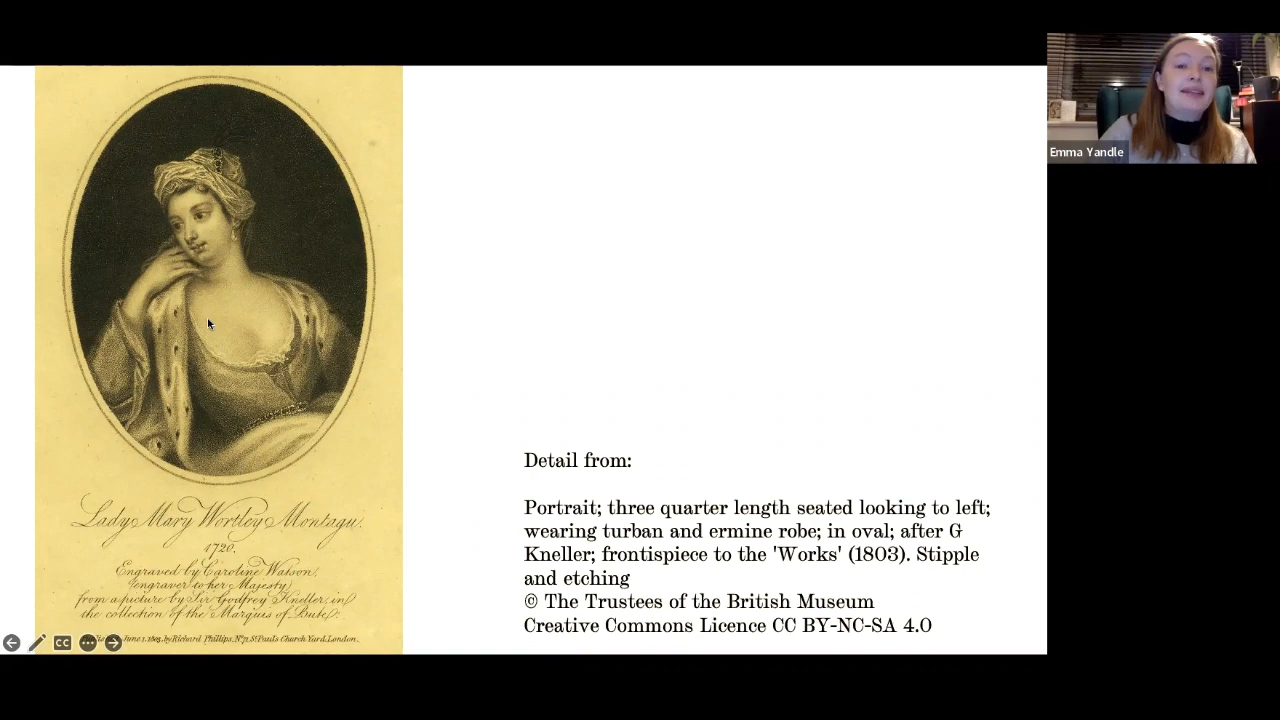 Lady Mary Wortley Montagu.
1720.
Engraved by Caroline Watson,
engraver to her Majesty,
from a picture by Sir Godfrey Kneller, in
the collection of the Marquis of Bute.
June 1. 1803, by Richard Phillips, No. 71, St Pauls Church Yard, London.
CC
Detail from:
Portrait; three quarter length seated looking to left;
wearing turban and ermine robe; in oval; after G
Kneller; frontispiece to the 'Works' (1803). Stipple
and etching
© The Trustees of the British Museum
Creative Commons Licence CC BY-NC-SA 4.0
Emma Yandle